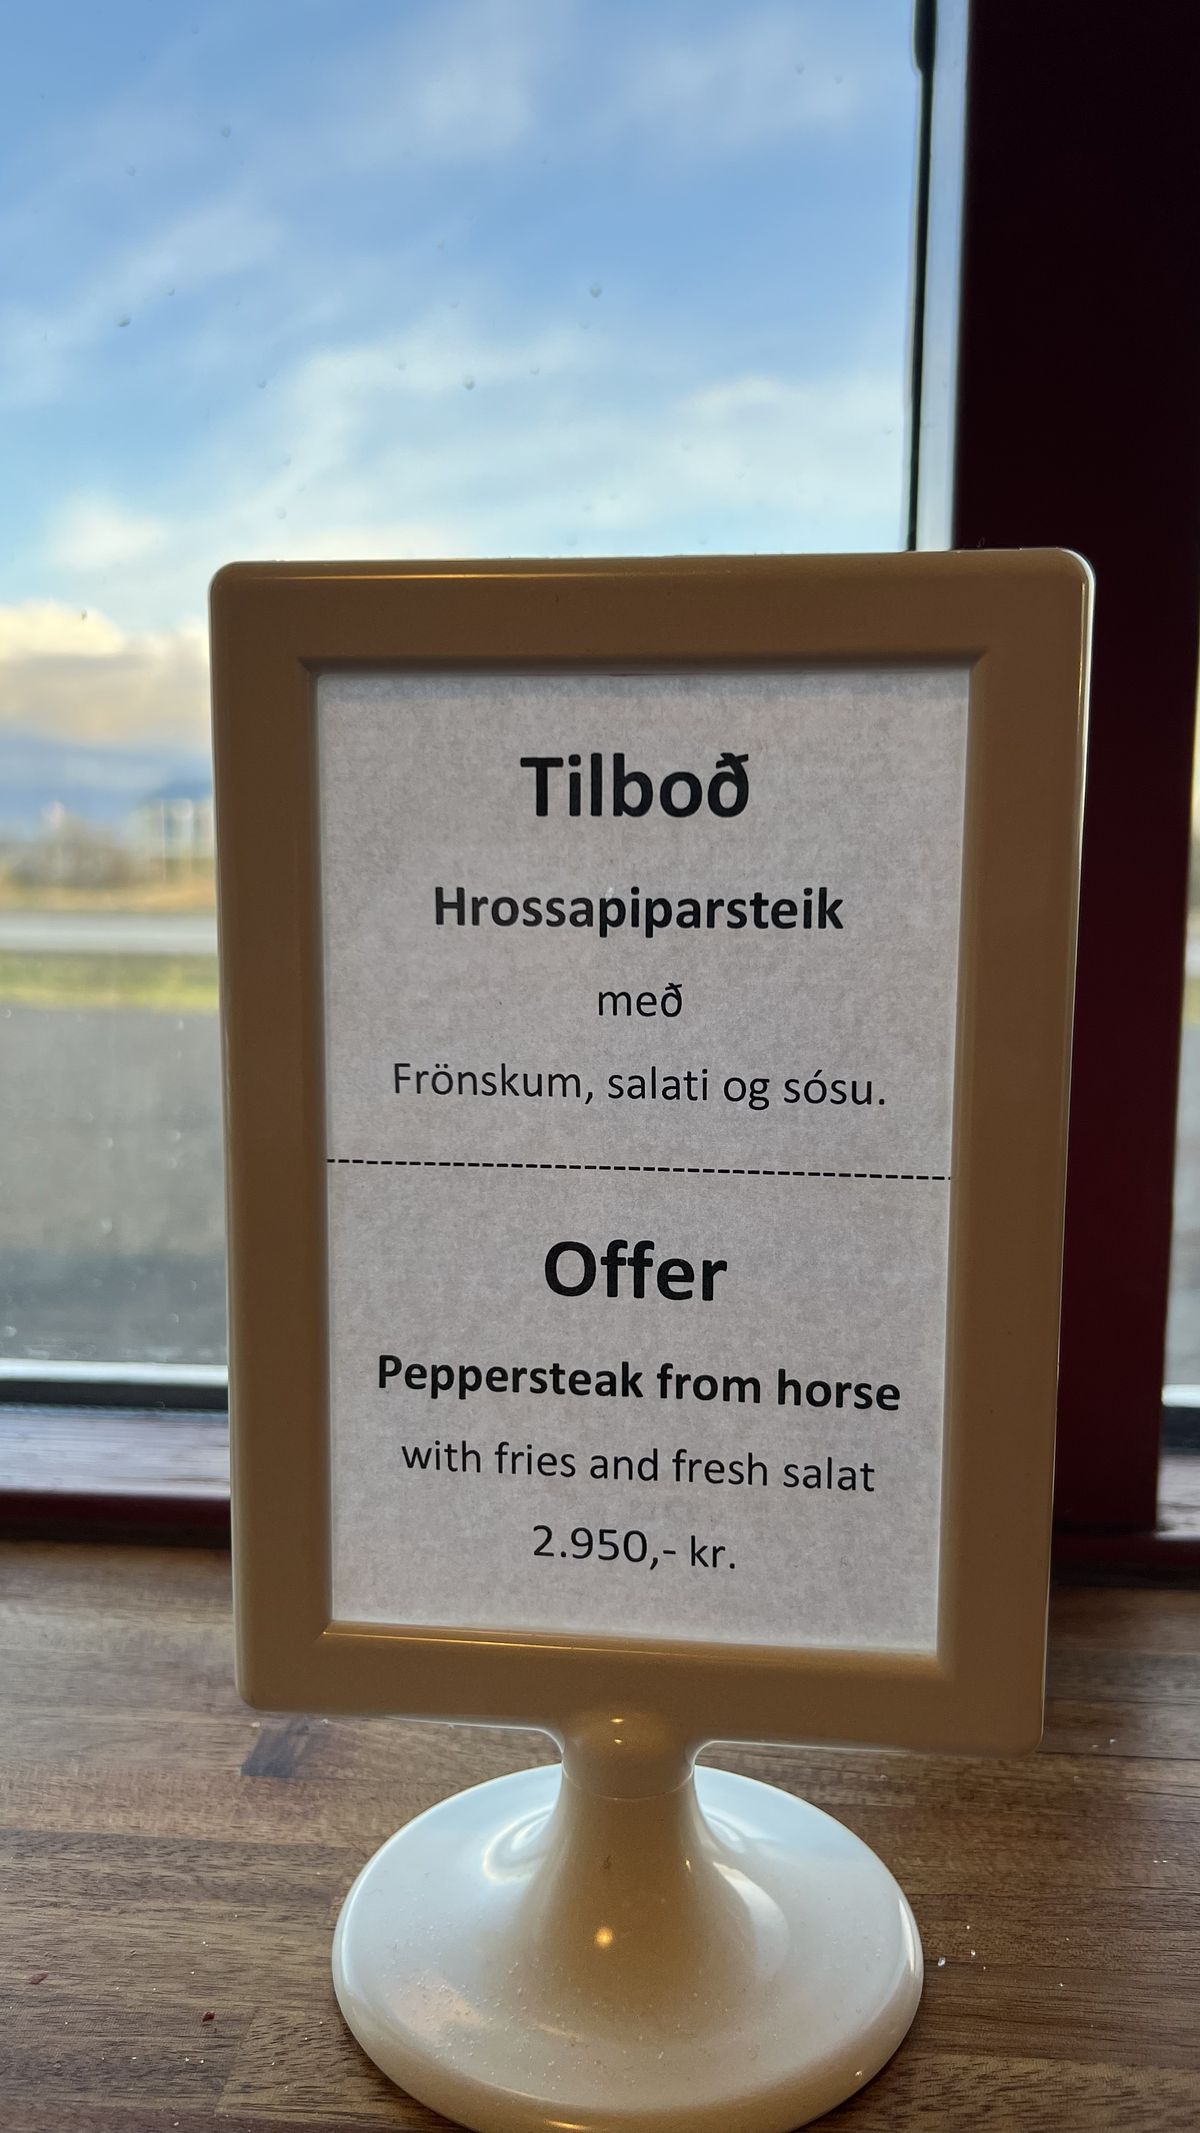 Tilboð
Hrossapiparsteik
með
Frönskum, salati og sósu.
Offer
Peppersteak from horse
with fries and fresh salat
2.950,- kr.